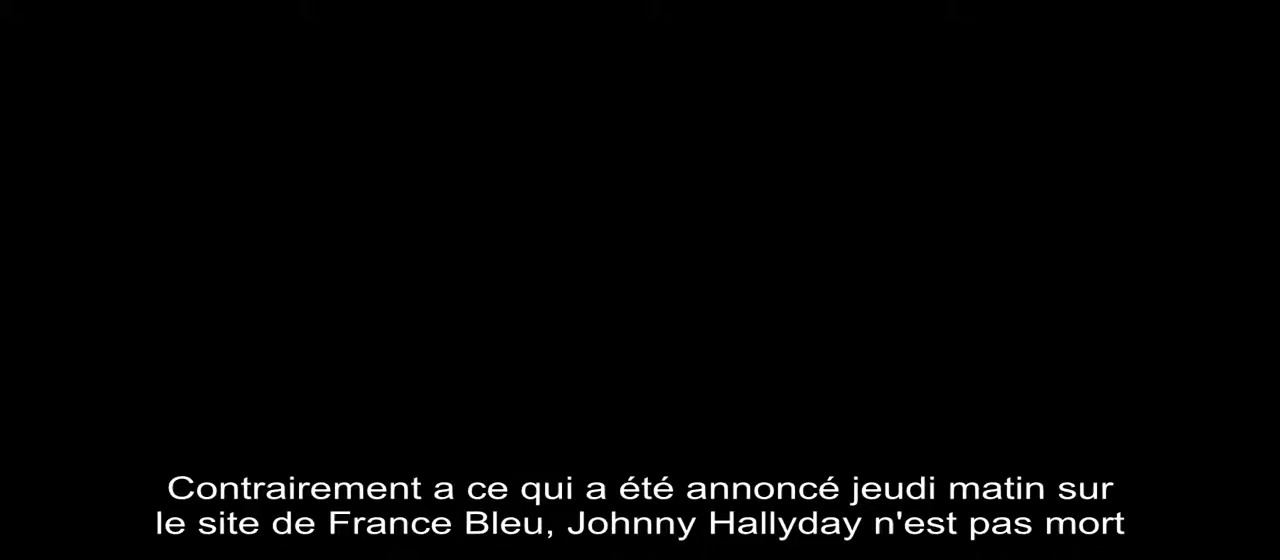 Contrairement a ce qui a été annoncé jeudi matin sur
le site de France Bleu, Johnny Hallyday n'est pas mort